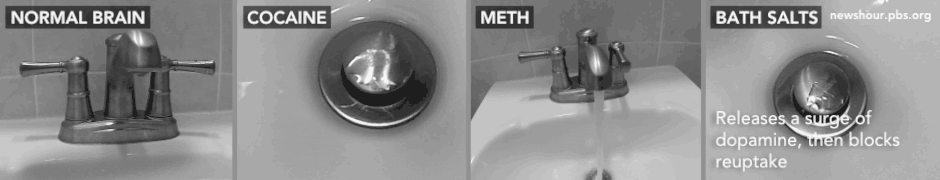 NORMAL BRAIN
COCAINE
METH
BATH SALTS
newshour.pbs.org
Releases a surge of
dopamine, then blocks
reuptake